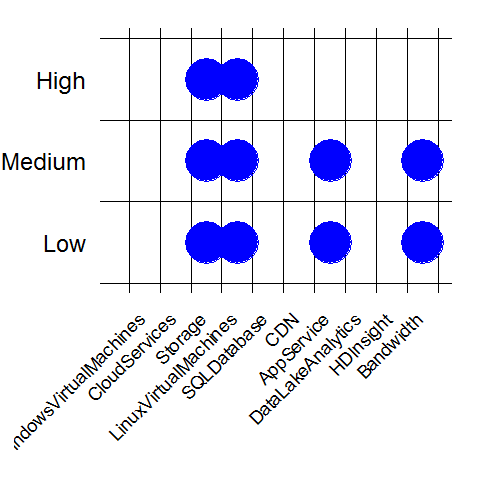 High
Medium
Low
ndowsVirtualMachines
CloudServices
Storage
LinuxVirtualMachines
SQLDatabase
CDN
AppService
DataLakeAnalytics
HDInsight
Bandwidth